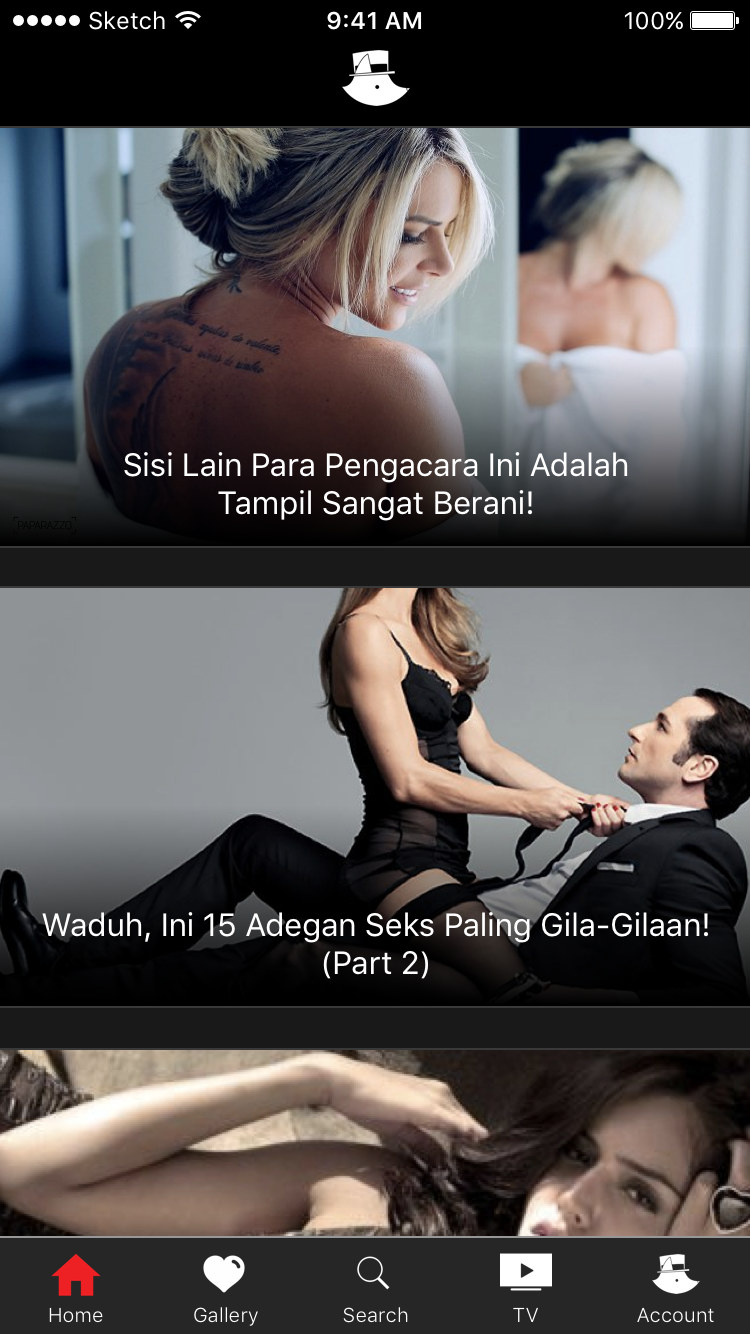 Sketch 9:41 AM 100%
PAPARAZZO
Sisi Lain Para Pengacara Ini Adalah
Tampil Sangat Berani!
Waduh, Ini 15 Adegan Seks Paling Gila-Gilaan!
(Part 2)
Home Gallery Search TV Account